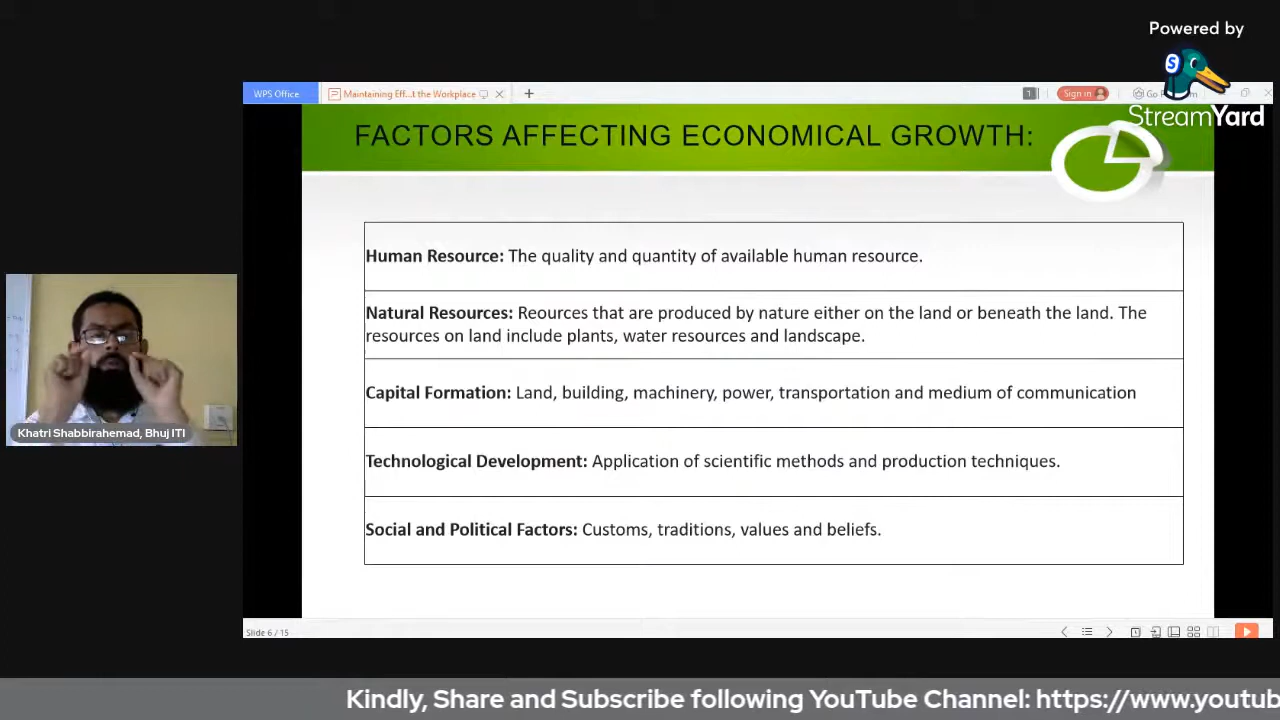 Powered by
StreamYard
WPS Office
Maintaining Eff...t the Workplace
1
Sign in
Go
FACTORS AFFECTING ECONOMICAL GROWTH:
Human Resource: The quality and quantity of available human resource.
Natural Resources: Reources that are produced by nature either on the land or beneath the land. The
resources on land include plants, water resources and landscape.
Capital Formation: Land, building, machinery, power, transportation and medium of communication
Technological Development: Application of scientific methods and production techniques.
Social and Political Factors: Customs, traditions, values and beliefs.
Khatri Shabbirahemad, Bhuj ITI
Slide 6 / 15
Kindly, Share and Subscribe following YouTube Channel: https://www.youtub